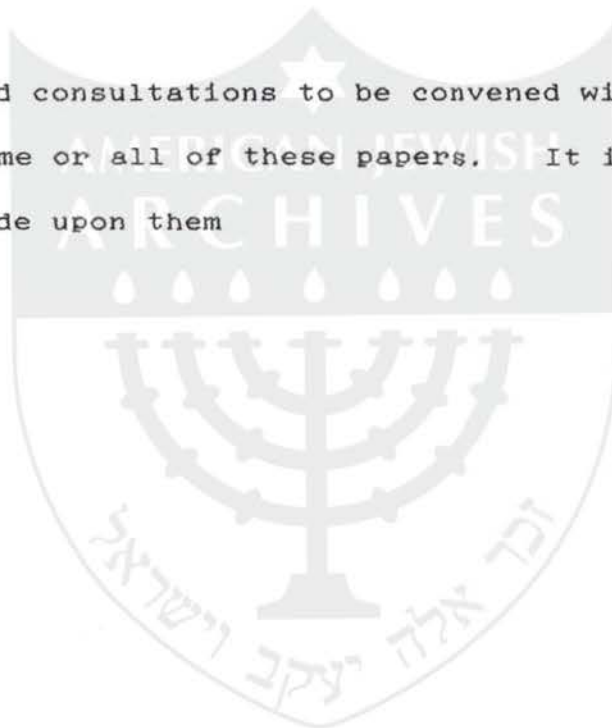 d consultations to be convened wi
me or all of these papers. It i
de upon them
AMERICAN JEWISH
ARCHIVES
זכר אלה יעקב וישראל